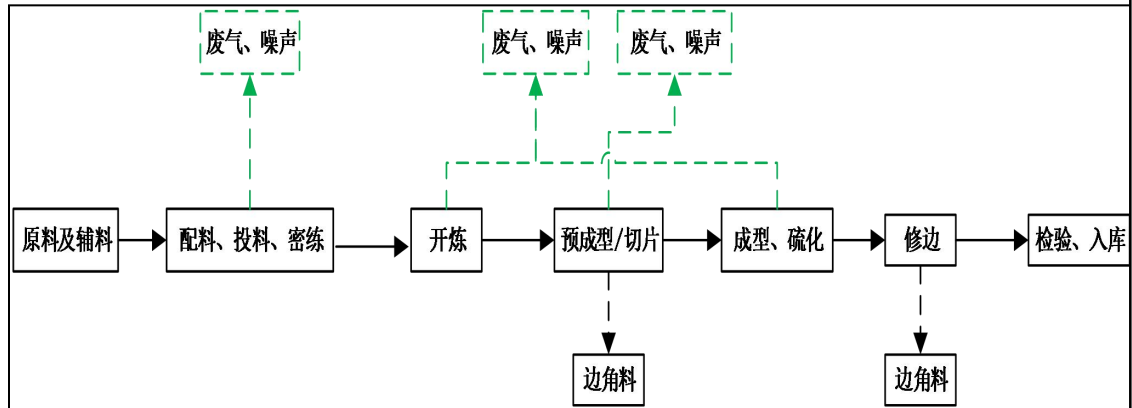 废气、噪声
废气、噪声
废气、噪声
原料及辅料
配料、投料、密练
开炼
预成型/切片
成型、硫化
修边
检验、入库
边角料
边角料